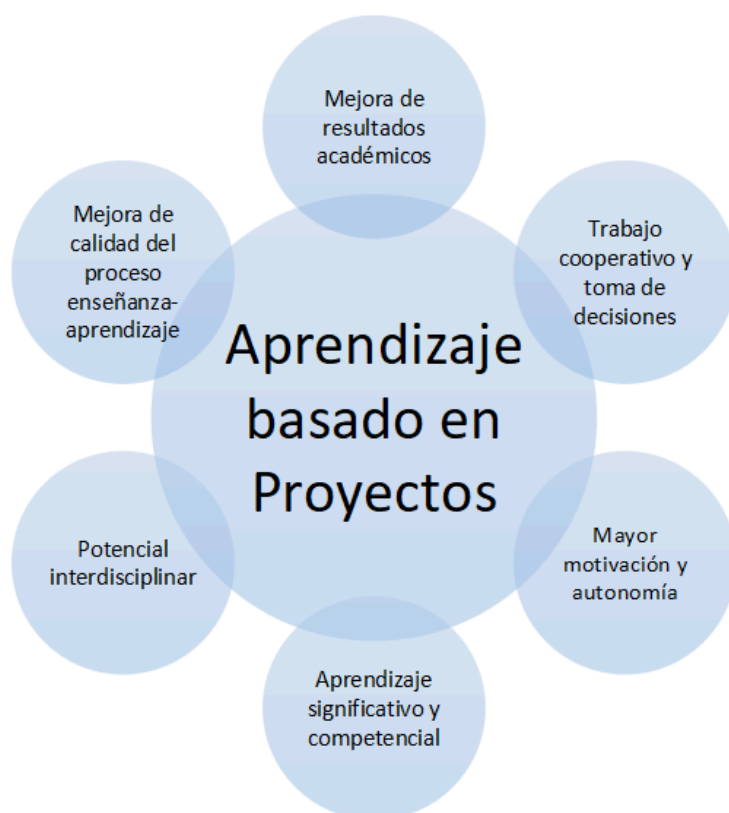 Mejora de
resultados
académicos
Trabajo
cooperativo y
toma de
decisiones
Mayor
motivación y
autonomía
Aprendizaje
significativo y
competencial
Potencial
interdisciplinar
Mejora de
calidad del
proceso
enseñanza-
aprendizaje
Aprendizaje
basado en
Proyectos